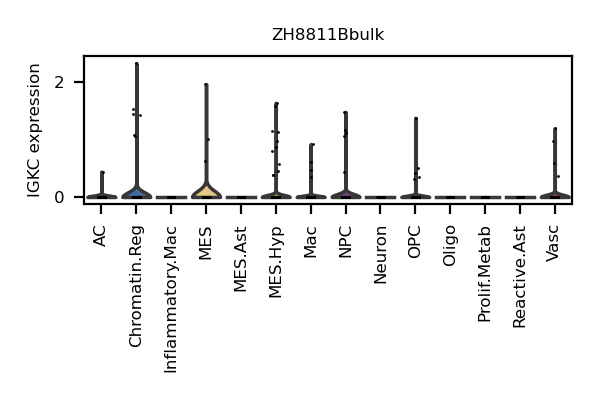 ZH8811Bbulk
IGKC expression
2
0
AC
Chromatin.Reg
Inflammatory.Mac
MES
MES.Ast
MES.Hyp
Mac
NPC
Neuron
OPC
Oligo
Prolif.Metab
Reactive.Ast
Vasc